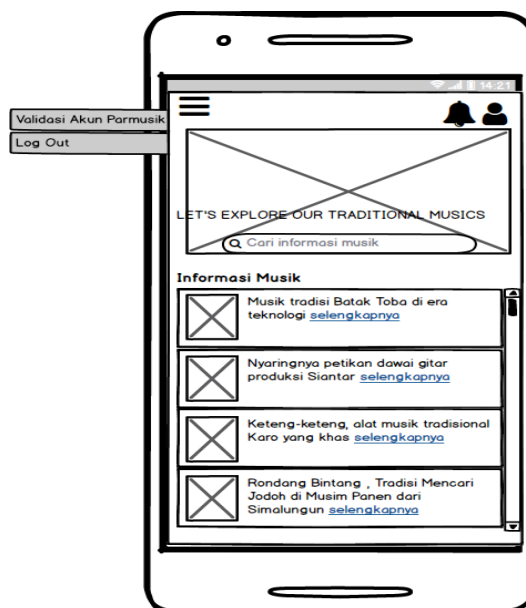 14:21
Validasi Akun Parmusik
Log Out
LET'S EXPLORE OUR TRADITIONAL MUSICS
Cari informasi musik
Informasi Musik
Musik tradisi Batak Toba di era
teknologi selengkapnya
Nyaringnya petikan dawai gitar
produksi Siantar selengkapnya
Keteng-keteng, alat musik tradisional
Karo yang khas selengkapnya
Rondang Bintang , Tradisi Mencari
Jodoh di Musim Panen dari
Simalungun selengkapnya